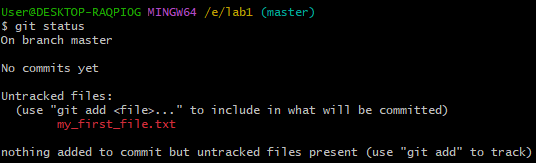 User@DESKTOP-RAQPIOG MINGW64 /e/lab1 (master)
$ git status
On branch master
No commits yet
Untracked files:
(use "git add <file>..." to include in what will be committed)
my_first_file.txt
nothing added to commit but untracked files present (use "git add" to track)